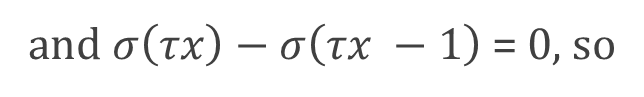 and σ(τx) − σ(τx − 1) = 0, so